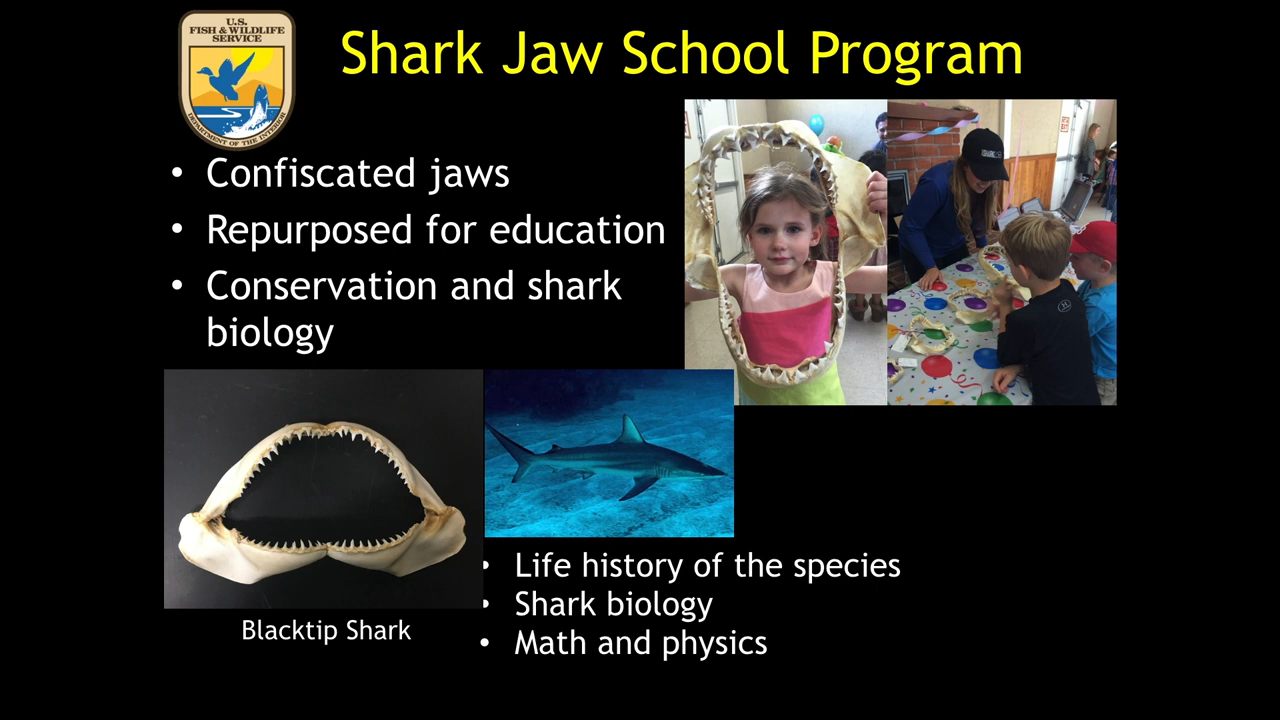 U.S.
FISH & WILDLIFE
SERVICE
DEPARTMENT OF THE INTERIOR
Shark Jaw School Program
• Confiscated jaws
• Repurposed for education
• Conservation and shark
biology
Blacktip Shark
• Life history of the species
• Shark biology
• Math and physics